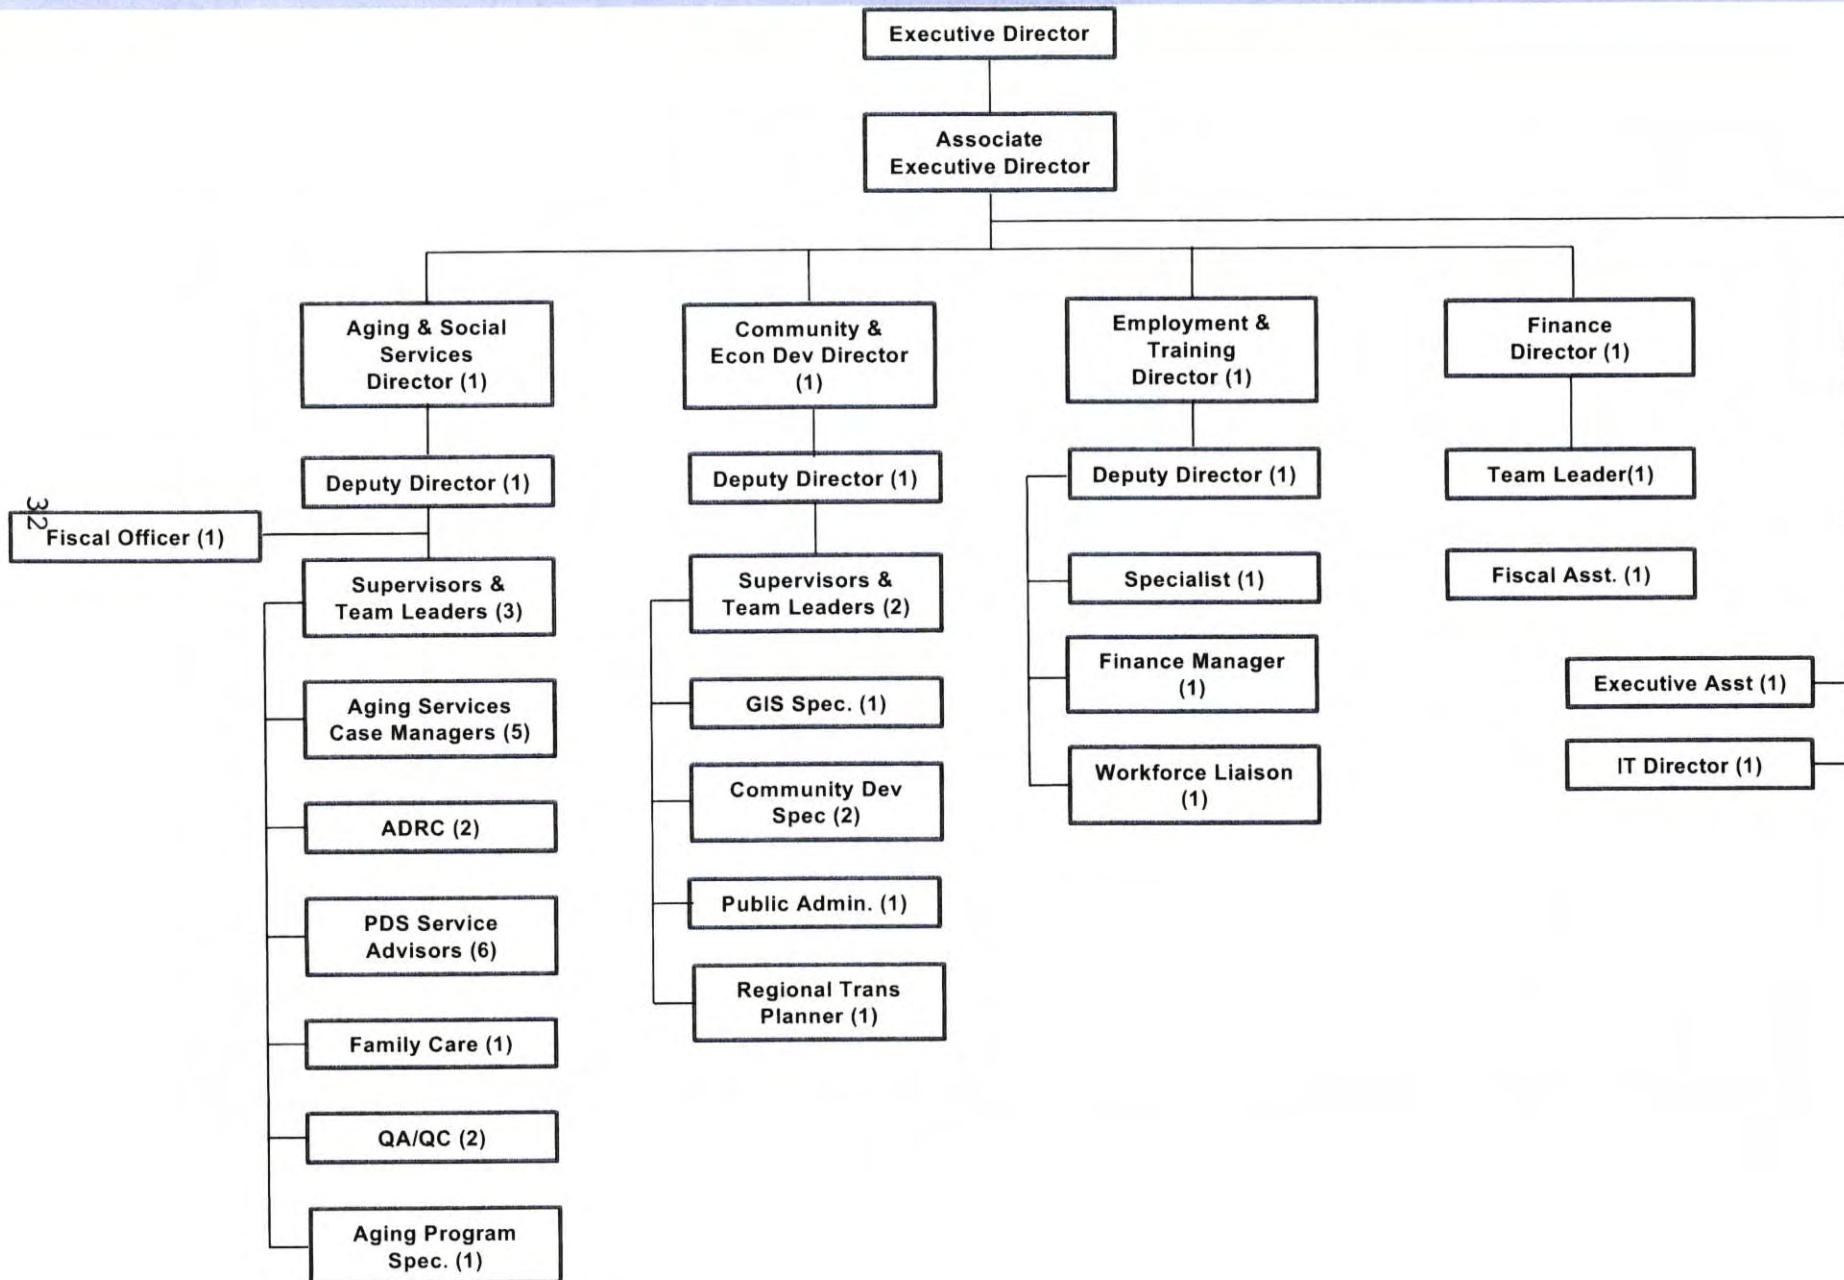 Executive Director
Associate
Executive Director
Aging & Social
Services
Director (1)
Community &
Econ Dev Director
(1)
Employment &
Training
Director (1)
Finance
Director (1)
Deputy Director (1)
Deputy Director (1)
Deputy Director (1)
Team Leader(1)
32
Fiscal Officer (1)
Supervisors &
Team Leaders (3)
Supervisors &
Team Leaders (2)
Specialist (1)
Fiscal Asst. (1)
Aging Services
Case Managers (5)
GIS Spec. (1)
Finance Manager
(1)
Executive Asst (1)
ADRC (2)
Community Dev
Spec (2)
Workforce Liaison
(1)
IT Director (1)
PDS Service
Advisors (6)
Public Admin. (1)
Family Care (1)
Regional Trans
Planner (1)
QA/QC (2)
Aging Program
Spec. (1)